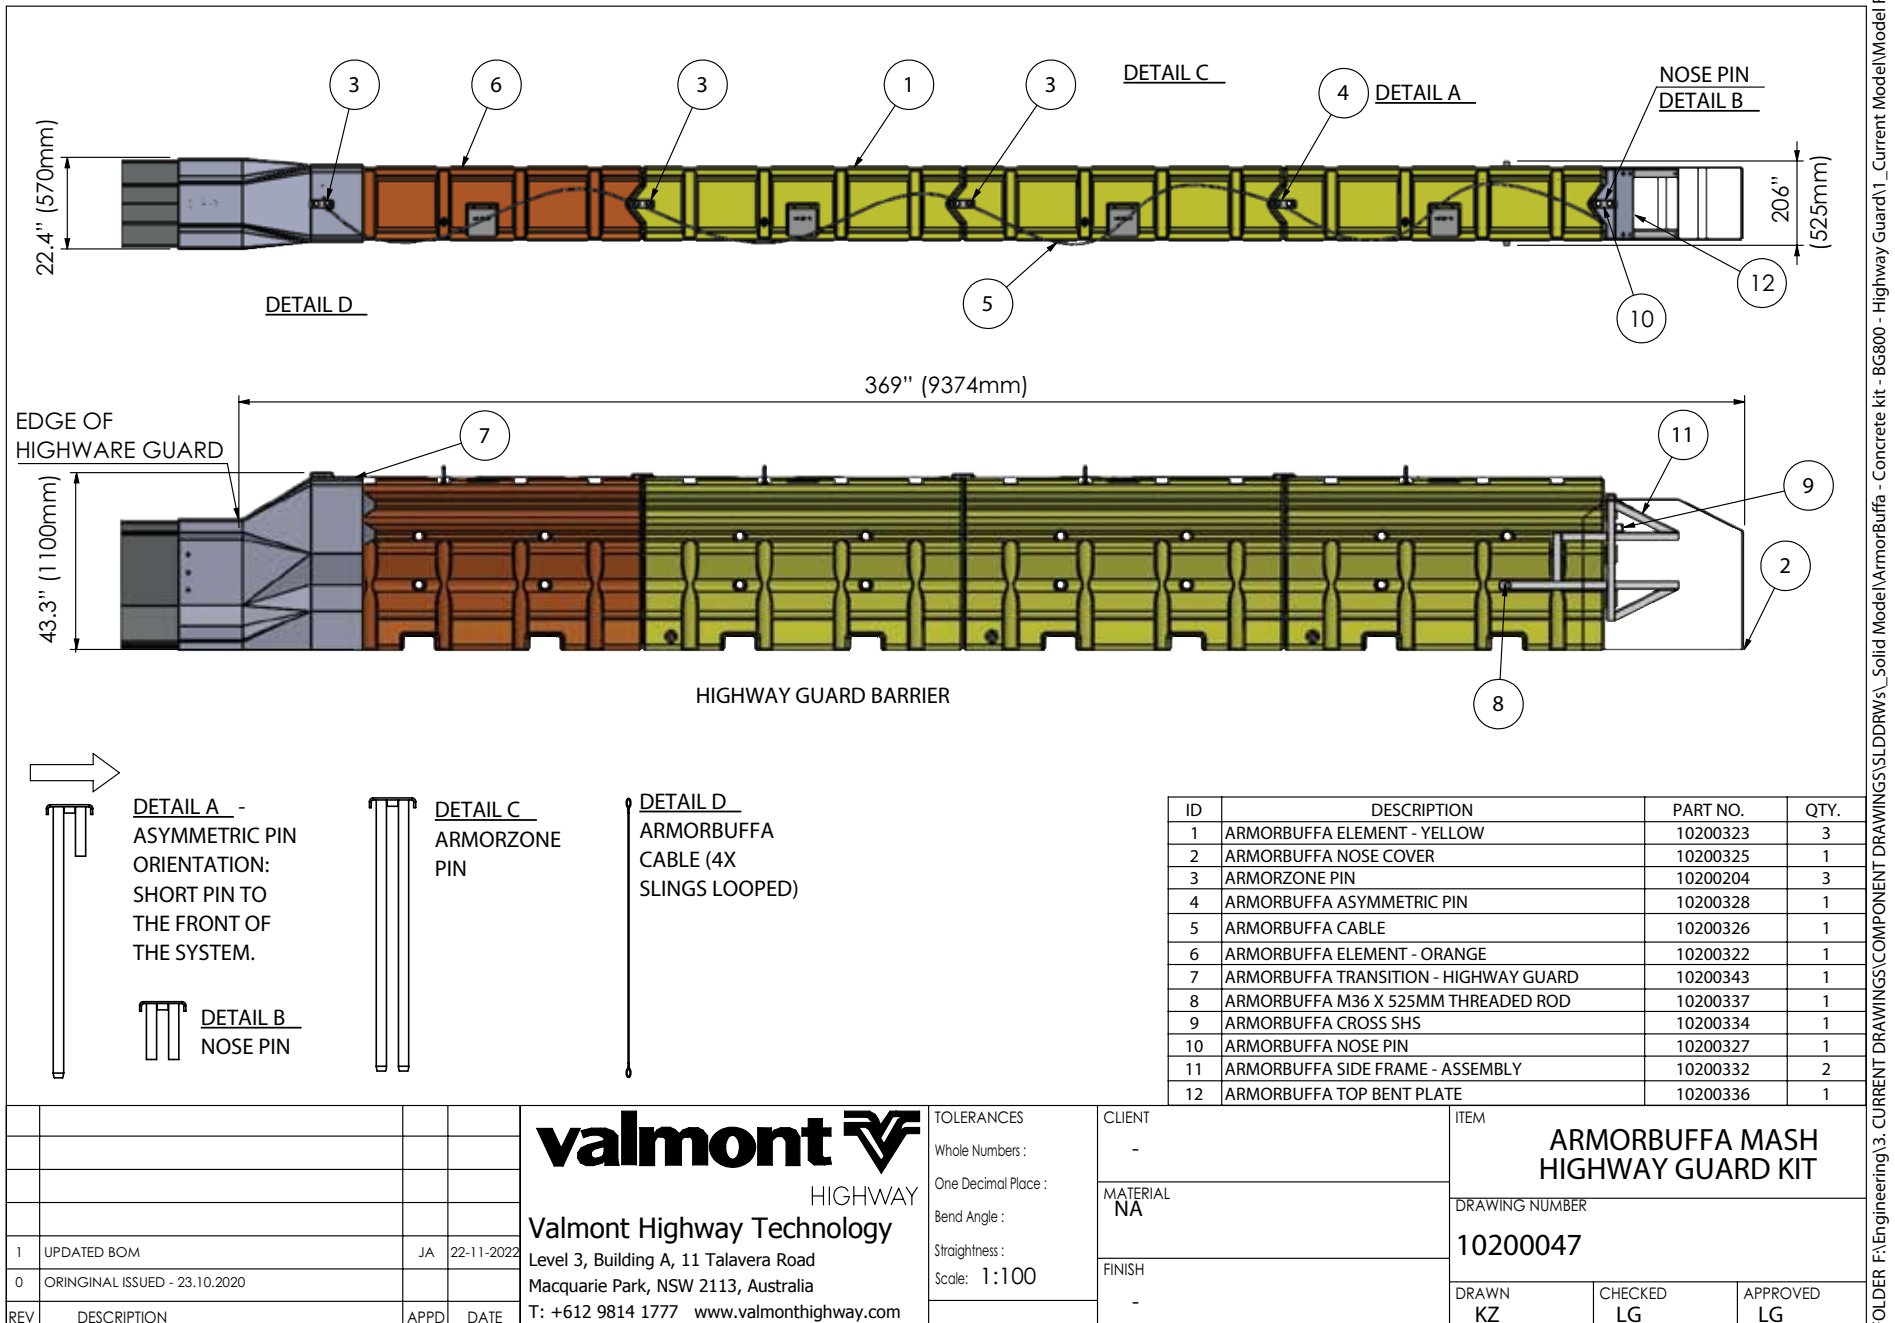 3
6
3
1
3
DETAIL C
4
DETAIL A
NOSE PIN
DETAIL B
22.4" (570mm)
206"
(525mm)
DETAIL D
5
12
10
369" (9374mm)
EDGE OF
HIGHWARE GUARD
7
11
9
2
43.3" (1100mm)
HIGHWAY GUARD BARRIER
8
DETAIL A -
ASYMMETRIC PIN
ORIENTATION:
SHORT PIN TO
THE FRONT OF
THE SYSTEM.
DETAIL B
NOSE PIN
DETAIL C
ARMORZONE
PIN
DETAIL D
ARMORBUFFA
CABLE (4X
SLINGS LOOPED)
ID DESCRIPTION PART NO. QTY.
1 ARMORBUFFA ELEMENT - YELLOW 10200323 3
2 ARMORBUFFA NOSE COVER 10200325 1
3 ARMORZONE PIN 10200204 3
4 ARMORBUFFA ASYMMETRIC PIN 10200328 1
5 ARMORBUFFA CABLE 10200326 1
6 ARMORBUFFA ELEMENT - ORANGE 10200322 1
7 ARMORBUFFA TRANSITION - HIGHWAY GUARD 10200343 1
8 ARMORBUFFA M36 X 525MM THREADED ROD 10200337 1
9 ARMORBUFFA CROSS SHS 10200334 1
10 ARMORBUFFA NOSE PIN 10200327 1
11 ARMORBUFFA SIDE FRAME - ASSEMBLY 10200332 2
12 ARMORBUFFA TOP BENT PLATE 10200336 1
1 UPDATED BOM JA 22-11-2022
0 ORINGINAL ISSUED - 23.10.2020
REV DESCRIPTION APPD DATE
valmont
HIGHWAY
Valmont Highway Technology
Level 3, Building A, 11 Talavera Road
Macquarie Park, NSW 2113, Australia
T: +612 9814 1777 www.valmonthighway.com
TOLERANCES
Whole Numbers :
One Decimal Place :
Bend Angle :
Straightness :
Scale: 1:100
CLIENT
-
MATERIAL
NA
FINISH
-
ITEM
ARMORBUFFA MASH
HIGHWAY GUARD KIT
DRAWING NUMBER
10200047
DRAWN
KZ
CHECKED
LG
APPROVED
LG
OLDER F:\Engineering\3. CURRENT DRAWINGS\COMPONENT DRAWINGS\SLDDRWs\_Solid Model\ArmorBuffa - Concrete kit - BG800 - Highway Guard\1_Current Model\Model